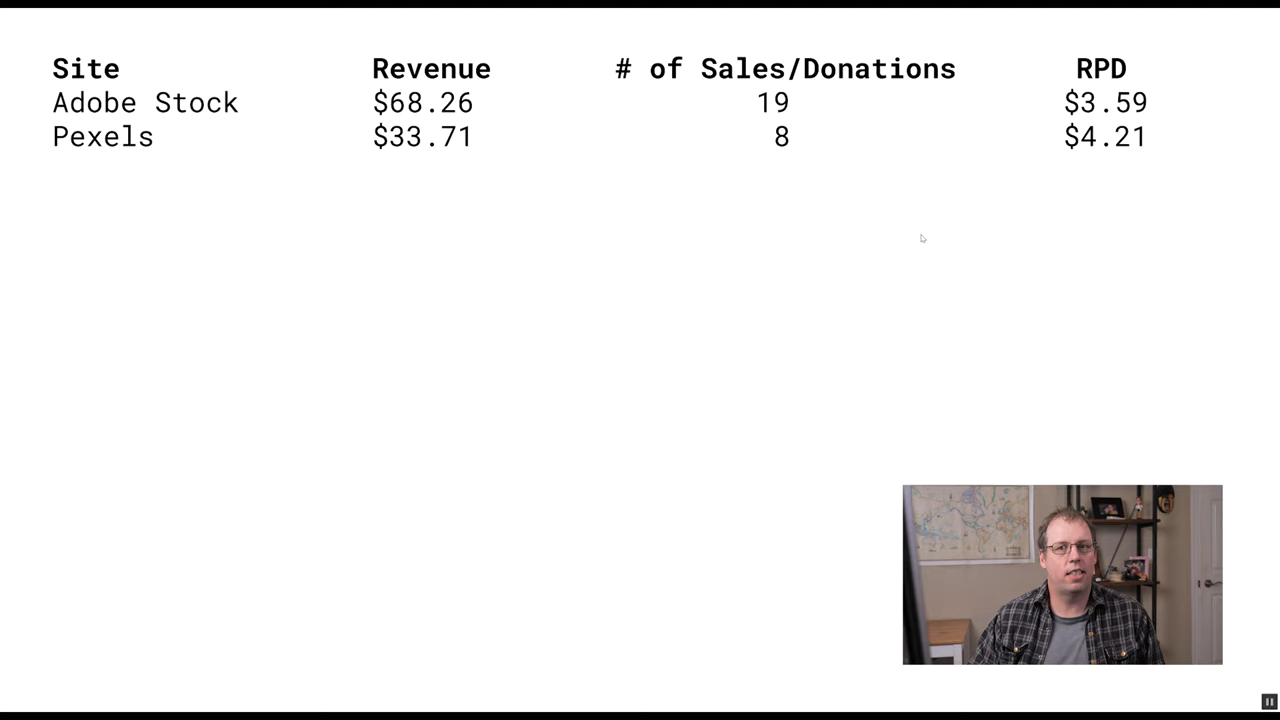 Site Revenue # of Sales/Donations RPD
Adobe Stock $68.26 19 $3.59
Pexels $33.71 8 $4.21